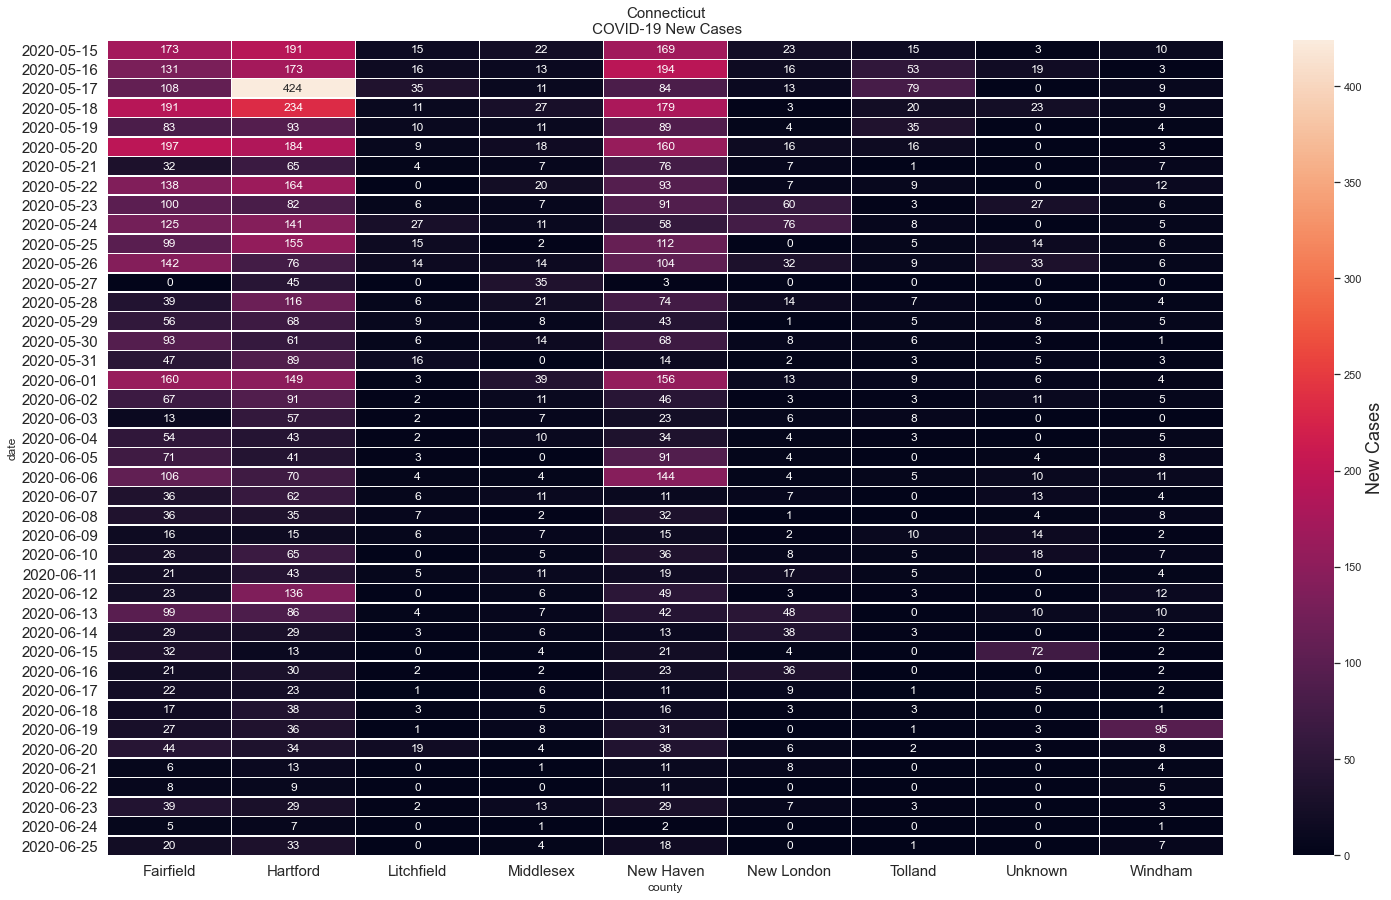 Connecticut
COVID-19 New Cases
2020-05-15 173 191 15 22 169 23 15 3 10
2020-05-16 131 173 16 13 194 16 53 19 3
2020-05-17 108 424 35 11 84 13 79 0 9
2020-05-18 191 234 11 27 179 3 20 23 9
2020-05-19 83 93 10 11 89 4 35 0 4
2020-05-20 197 184 9 18 160 16 16 0 3
2020-05-21 32 65 4 7 76 7 1 0 7
2020-05-22 138 164 0 20 93 7 9 0 12
2020-05-23 100 82 6 7 91 60 3 27 6
2020-05-24 125 141 27 11 58 76 8 0 5
2020-05-25 99 155 15 2 112 0 5 14 6
2020-05-26 142 76 14 14 104 32 9 33 6
2020-05-27 0 45 0 35 3 0 0 0 0
2020-05-28 39 116 6 21 74 14 7 0 4
2020-05-29 56 68 9 8 43 1 5 8 5
2020-05-30 93 61 6 14 68 8 6 3 1
2020-05-31 47 89 16 0 14 2 3 5 3
2020-06-01 160 149 3 39 156 13 9 6 4
2020-06-02 67 91 2 11 46 3 3 11 5
2020-06-03 13 57 2 7 23 6 8 0 0
2020-06-04 54 43 2 10 34 4 3 0 5
2020-06-05 71 41 3 0 91 4 0 4 8
2020-06-06 106 70 4 4 144 4 5 10 11
2020-06-07 36 62 6 11 11 7 0 13 4
2020-06-08 36 35 7 2 32 1 0 4 8
2020-06-09 16 15 6 7 15 2 10 14 2
2020-06-10 26 65 0 5 36 8 5 18 7
2020-06-11 21 43 5 11 19 17 5 0 4
2020-06-12 23 136 0 6 49 3 3 0 12
2020-06-13 99 86 4 7 42 48 0 10 10
2020-06-14 29 29 3 6 13 38 3 0 2
2020-06-15 32 13 0 4 21 4 0 72 2
2020-06-16 21 30 2 2 23 36 0 0 2
2020-06-17 22 23 1 6 11 9 1 5 2
2020-06-18 17 38 3 5 16 3 3 0 1
2020-06-19 27 36 1 8 31 0 1 3 95
2020-06-20 44 34 19 4 38 6 2 3 8
2020-06-21 6 13 0 1 11 8 0 0 4
2020-06-22 8 9 0 0 11 0 0 0 5
2020-06-23 39 29 2 13 29 7 3 0 3
2020-06-24 5 7 0 1 2 0 0 0 1
2020-06-25 20 33 0 4 18 0 1 0 7
Fairfield Hartford Litchfield Middlesex New Haven New London Tolland Unknown Windham
county
date
400
350
300
250
200
150
100
50
0
New Cases